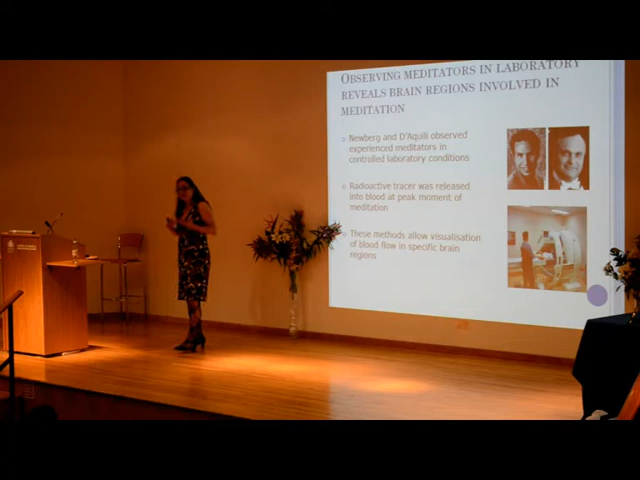 OBSERVING MEDITATORS IN LABORATORY
REVEALS BRAIN REGIONS INVOLVED IN
MEDITATION
Newberg and D'Aquili observed
experienced meditators in
controlled laboratory conditions
Radioactive tracer was released
into blood at peak moment of
meditation
These methods allow visualisation
of blood flow in specific brain
regions